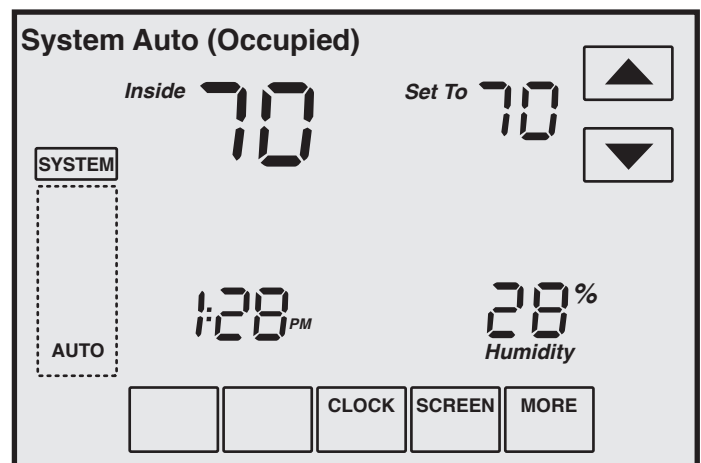 System Auto (Occupied)
Inside 70 Set To 70
SYSTEM
1:28 PM 28 %
AUTO Humidity
CLOCK SCREEN MORE